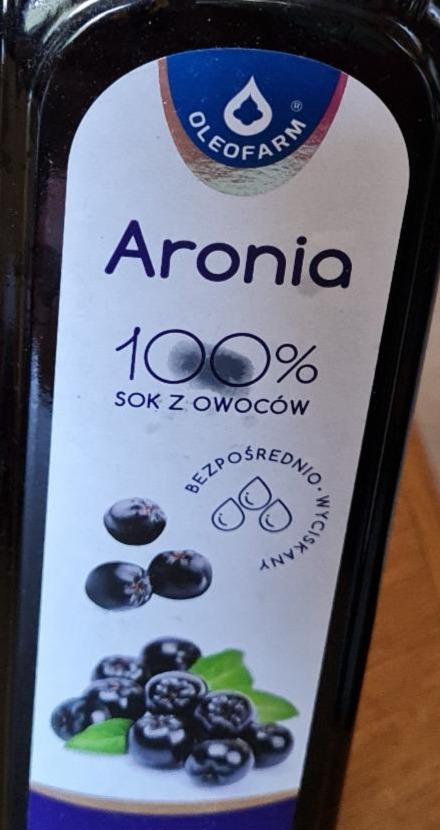 OLEOFARM®
Aronia
100%
SOK Z OWOCÓW
BEZPOŚREDNIO · WYCISKANY